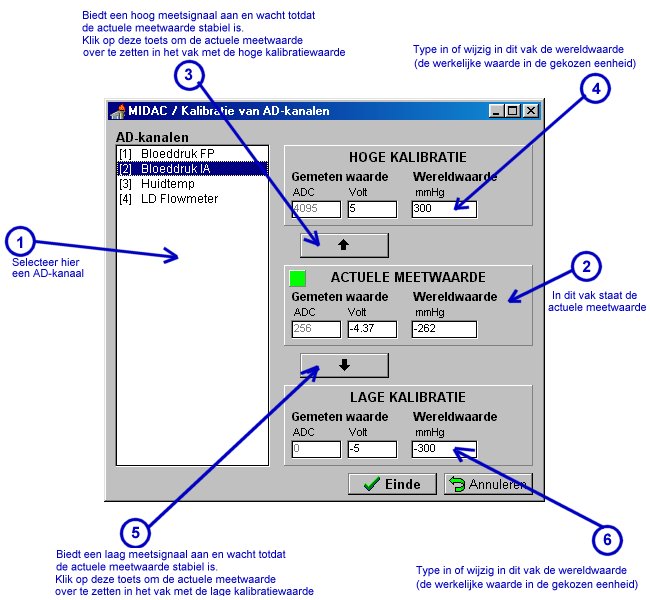 Biedt een hoog meetsignaal aan en wacht totdat
de actuele meetwaarde stabiel is.
Klik op deze toets om de actuele meetwaarde
over te zetten in het vak met de hoge kalibratiewaarde
3
Type in of wijzig in dit vak de wereldwaarde
(de werkelijke waarde in de gekozen eenheid)
4
MIDAC / Kalibratie van AD-kanalen
AD-kanalen
[1] Bloeddruk FP
[2] Bloeddruk IA
[3] Huidtemp
[4] LD Flowmeter
1
Selecteer hier
een AD-kanaal
HOGE KALIBRATIE
Gemeten waarde Wereldwaarde
ADC Volt mmHg
4095 5 300
ACTUELE MEETWAARDE
Gemeten waarde Wereldwaarde
ADC Volt mmHg
256 -4.37 -262
2
In dit vak staat de
actuele meetwaarde
LAGE KALIBRATIE
Gemeten waarde Wereldwaarde
ADC Volt mmHg
0 -5 -300
Einde Annuleren
5
Biedt een laag meetsignaal aan en wacht totdat
de actuele meetwaarde stabiel is.
Klik op deze toets om de actuele meetwaarde
over te zetten in het vak met de lage kalibratiewaarde
6
Type in of wijzig in dit vak de wereldwaarde
(de werkelijke waarde in de gekozen eenheid)